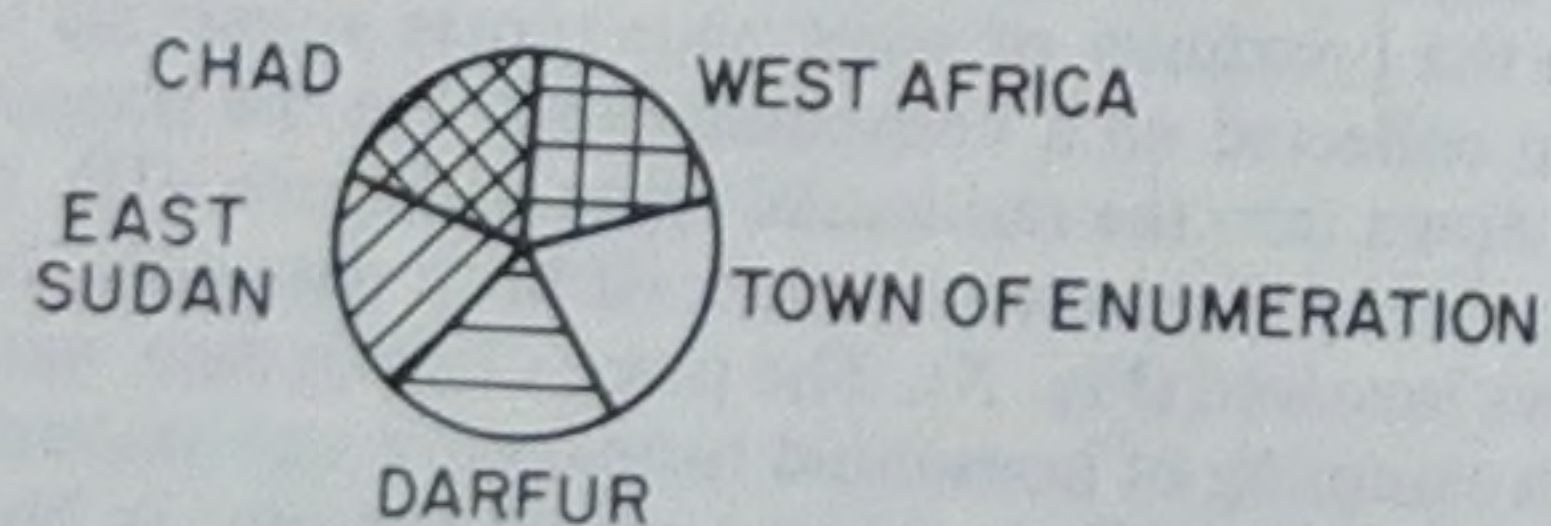 CHAD
WEST AFRICA
EAST
SUDAN
TOWN OF ENUMERATION
DARFUR